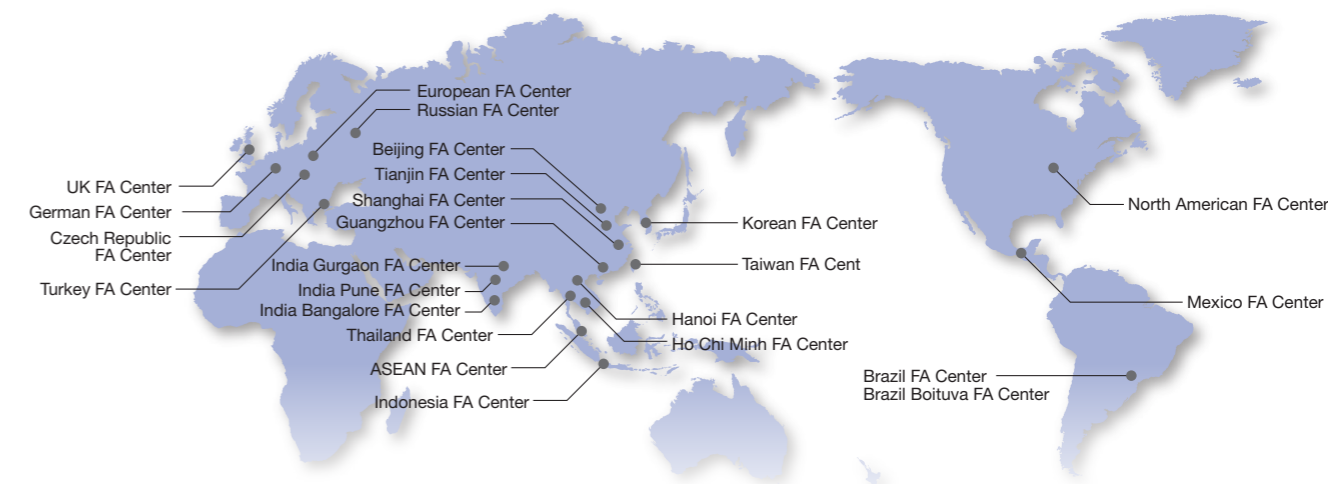 European FA Center
Russian FA Center
Beijing FA Center
Tianjin FA Center
Shanghai FA Center
Guangzhou FA Center
UK FA Center
German FA Center
Czech Republic
FA Center
Turkey FA Center
India Gurgaon FA Center
India Pune FA Center
India Bangalore FA Center
Thailand FA Center
ASEAN FA Center
Indonesia FA Center
Korean FA Center
Taiwan FA Cent
Hanoi FA Center
Ho Chi Minh FA Center
North American FA Center
Mexico FA Center
Brazil FA Center
Brazil Boituva FA Center